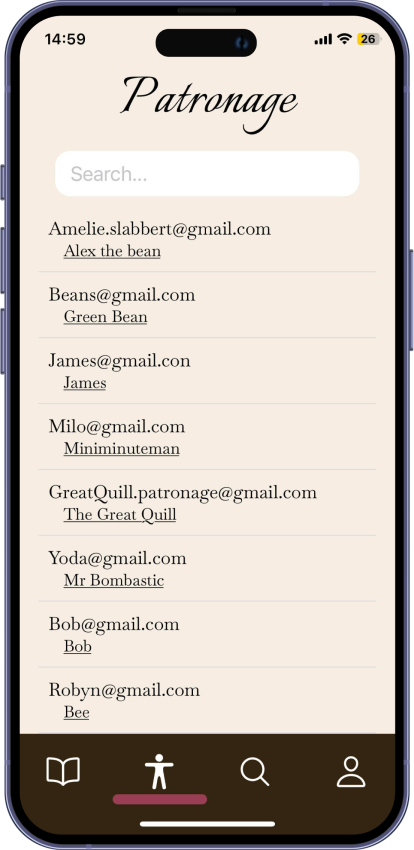 14:59
26
Patronage
Search...
Amelie.slabbert@gmail.com
Alex the bean
Beans@gmail.com
Green Bean
James@gmail.con
James
Milo@gmail.com
Miniminuteman
GreatQuill.patronage@gmail.com
The Great Quill
Yoda@gmail.com
Mr Bombastic
Bob@gmail.com
Bob
Robyn@gmail.com
Bee